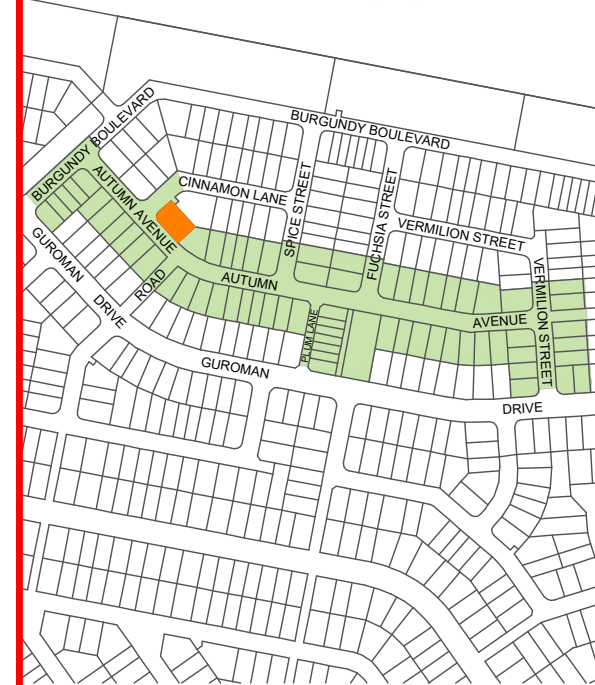 BURGUNDY BOULEVARD
BURGUNDY BOULEVARD
CINNAMON LANE
AUTUMN AVENUE
SPICE STREET
FUCHSIA STREET
VERMILION STREET
GUROMAN
DRIVE
ROAD
AUTUMN
VERMILION STREET
PLUM LANE
AVENUE
GUROMAN
DRIVE